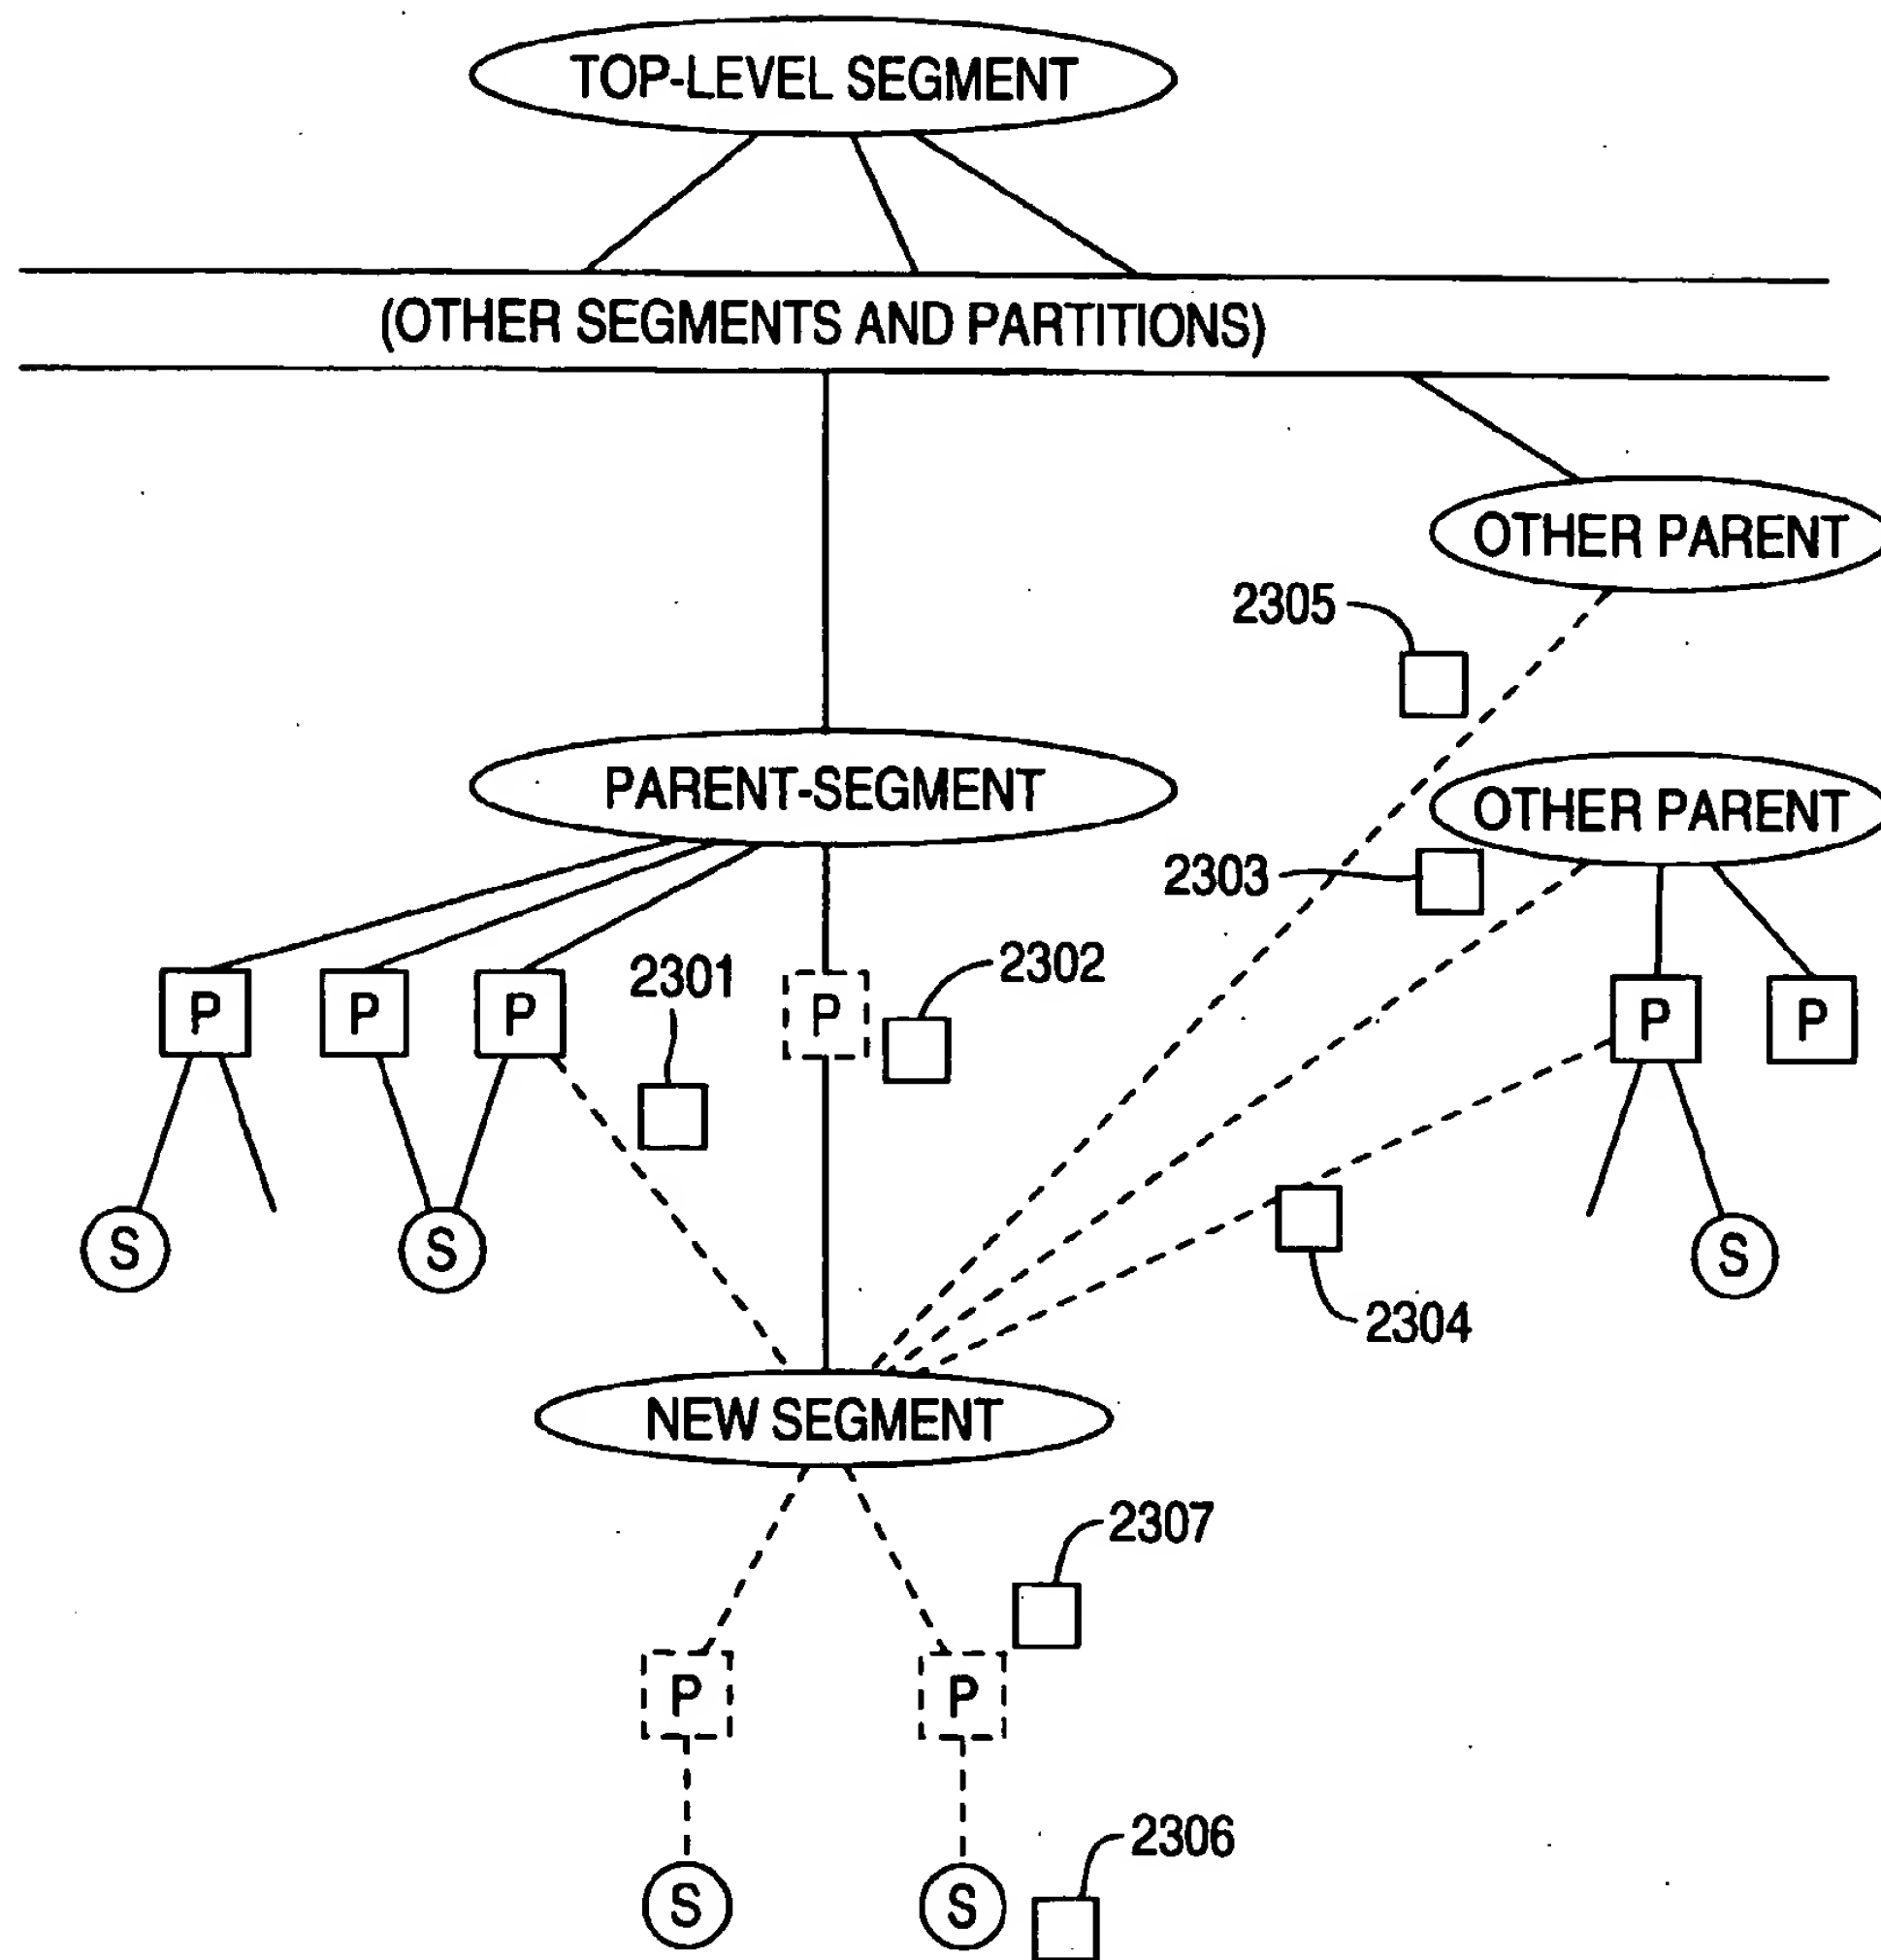 TOP-LEVEL SEGMENT
(OTHER SEGMENTS AND PARTITIONS)
OTHER PARENT
2305
PARENT-SEGMENT
OTHER PARENT
2303
2301
2302
P
P
P
P
P
P
S
S
S
2304
NEW SEGMENT
2307
P
P
2306
S
S